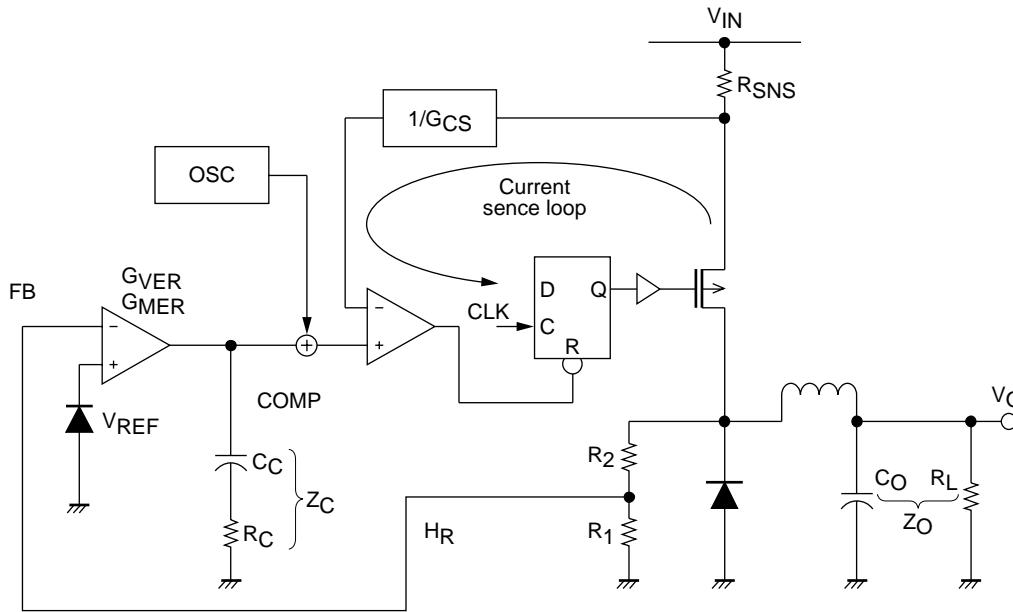 VIN
RSNS
1/GCS
OSC
Current
sence loop
GVER
GMER
FB
D
Q
CLK
C
R
−
+
−
+
+
COMP
VREF
VO
R2
CC
ZC
CO
RL
RC
HR
R1
ZO